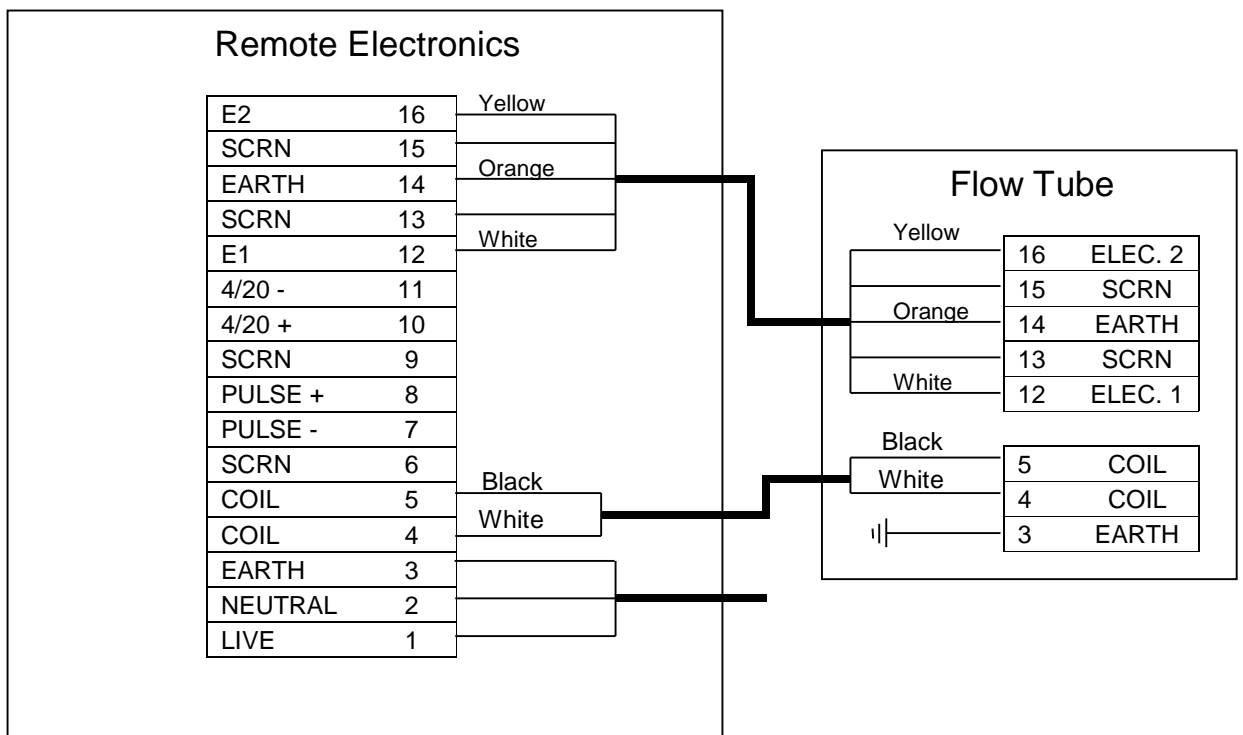 Remote Electronics
E2 16 Yellow
SCRN 15
EARTH 14 Orange
SCRN 13
E1 12 White
4/20 - 11
4/20 + 10
SCRN 9
PULSE + 8
PULSE - 7
SCRN 6
COIL 5 Black
COIL 4 White
EARTH 3
NEUTRAL 2
LIVE 1
Flow Tube
Yellow 16 ELEC. 2
15 SCRN
Orange 14 EARTH
13 SCRN
White 12 ELEC. 1
Black 5 COIL
White 4 COIL
3 EARTH